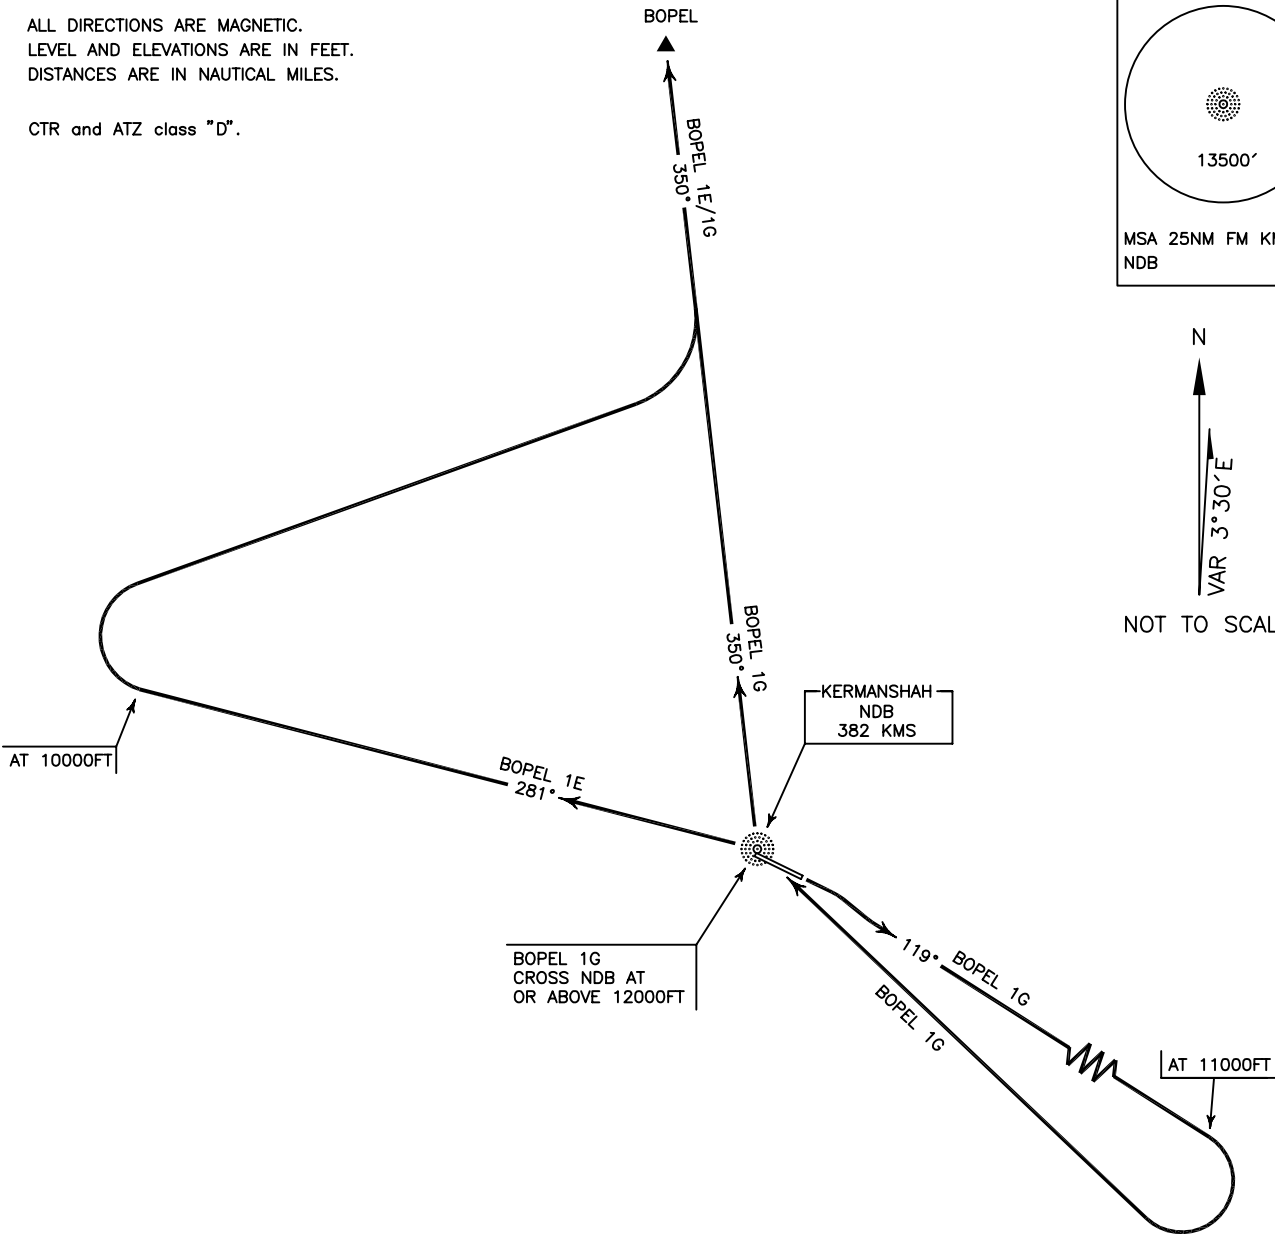 ALL DIRECTIONS ARE MAGNETIC.
LEVEL AND ELEVATIONS ARE IN FEET.
DISTANCES ARE IN NAUTICAL MILES.
CTR and ATZ class "D".
BOPEL
BOPEL 1E/1G
350°
13500'
MSA 25NM FM
NDB
N
VAR 3°30'E
NOT TO
BOPEL 1G
350°
KERMANSHAH
NDB
382 KMS
AT 10000FT
BOPEL 1E
281°
BOPEL 1G
CROSS NDB AT
OR ABOVE 12000FT
119°
BOPEL 1G
BOPEL 1G
AT 11000FT